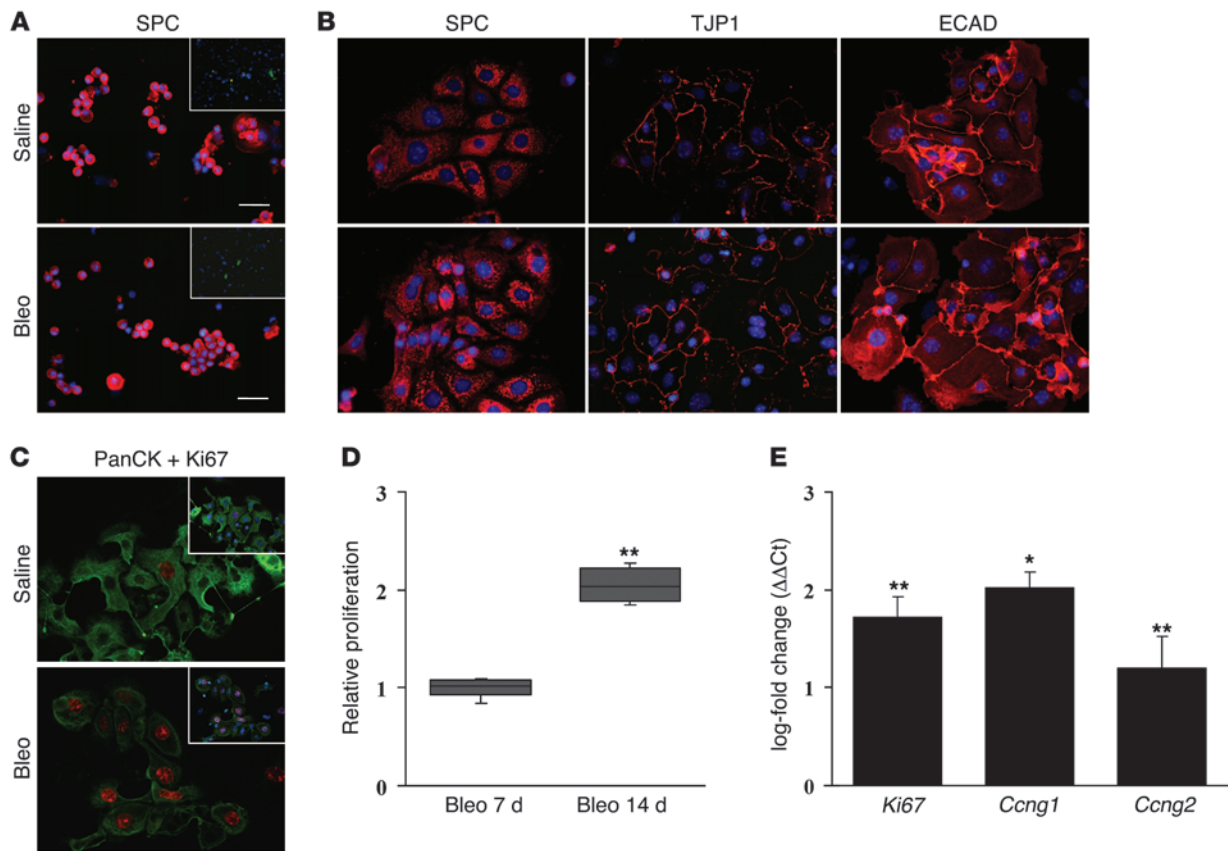 A
SPC
Saline
Bleo
B
SPC
TJP1
ECAD
C
PanCK + Ki67
Saline
Bleo
D
Relative proliferation
3
2
1
0
**
Bleo 7 d
Bleo 14 d
E
log-fold change (ΔΔCt)
3
2
1
0
**
*
**
Ki67
Ccng1
Ccng2